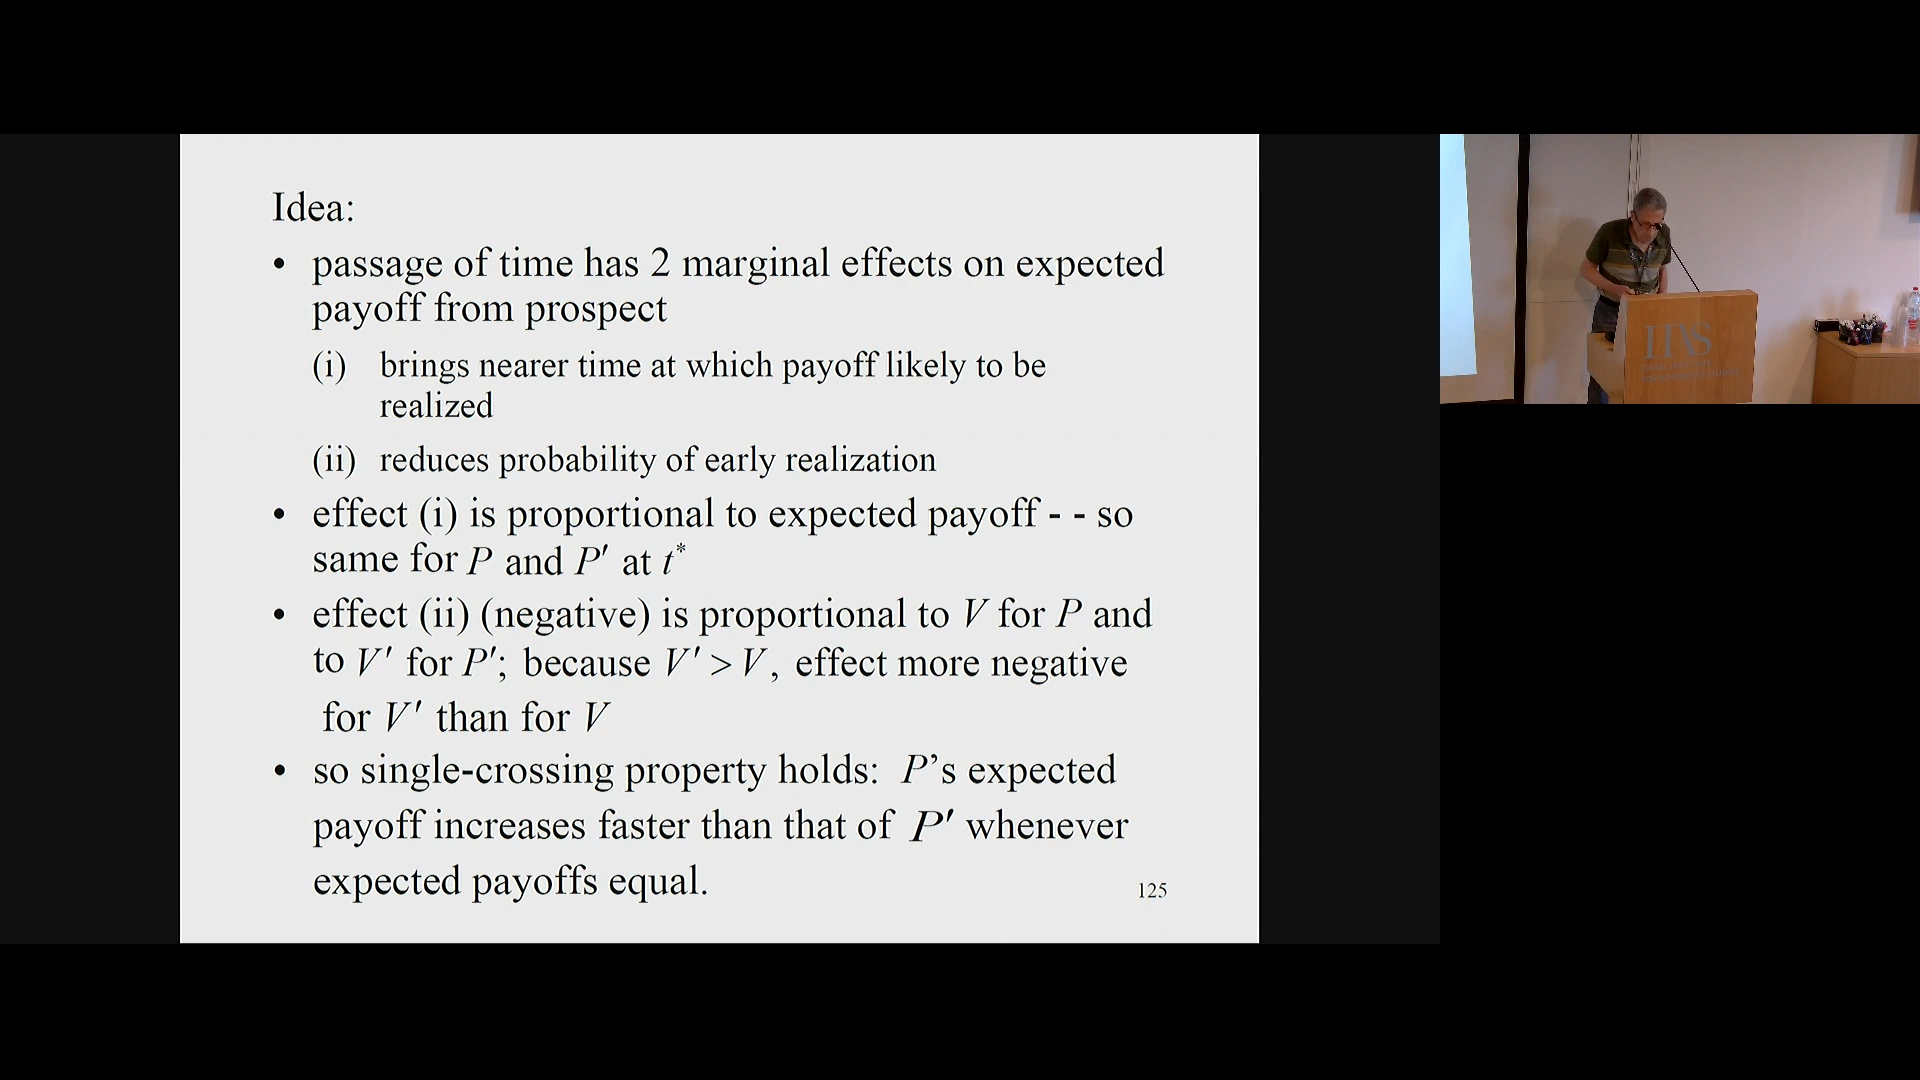 Idea:
• passage of time has 2 marginal effects on expected
payoff from prospect
(i) brings nearer time at which payoff likely to be
realized
(ii) reduces probability of early realization
• effect (i) is proportional to expected payoff - - so
same for P and P′ at t*
• effect (ii) (negative) is proportional to V for P and
to V′ for P′; because V′ > V, effect more negative
for V′ than for V
• so single-crossing property holds: P’s expected
payoff increases faster than that of P′ whenever
expected payoffs equal.
125
IIAS